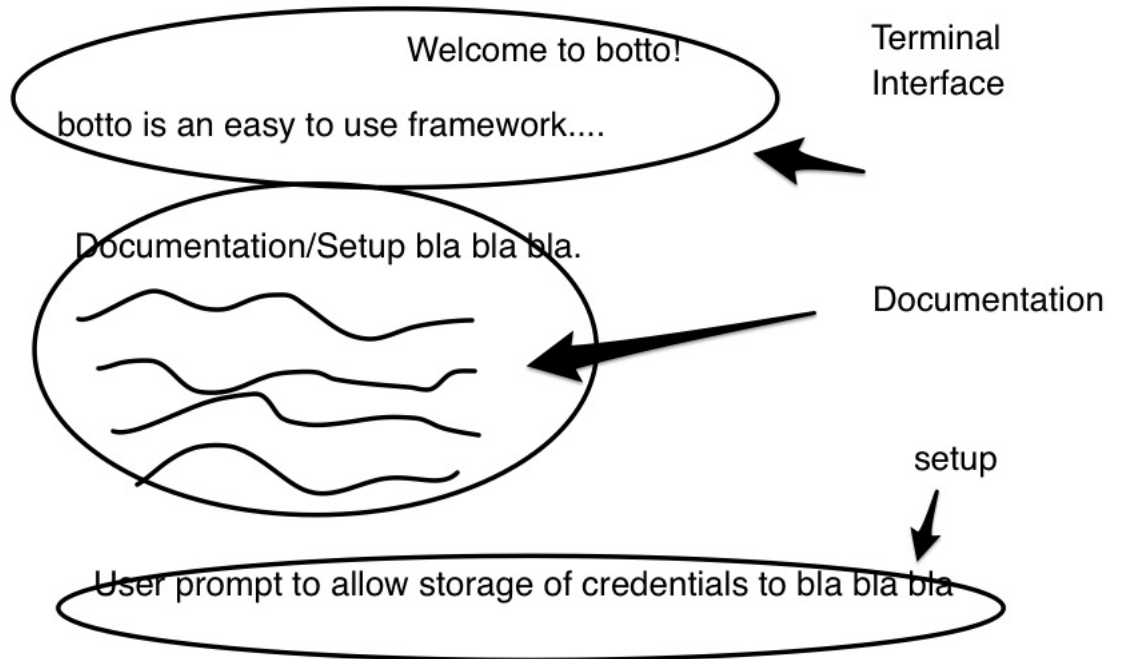 Welcome to botto!
Terminal
Interface
botto is an easy to use framework....
Documentation/Setup bla bla bla.
Documentation
setup
User prompt to allow storage of credentials to bla bla bla